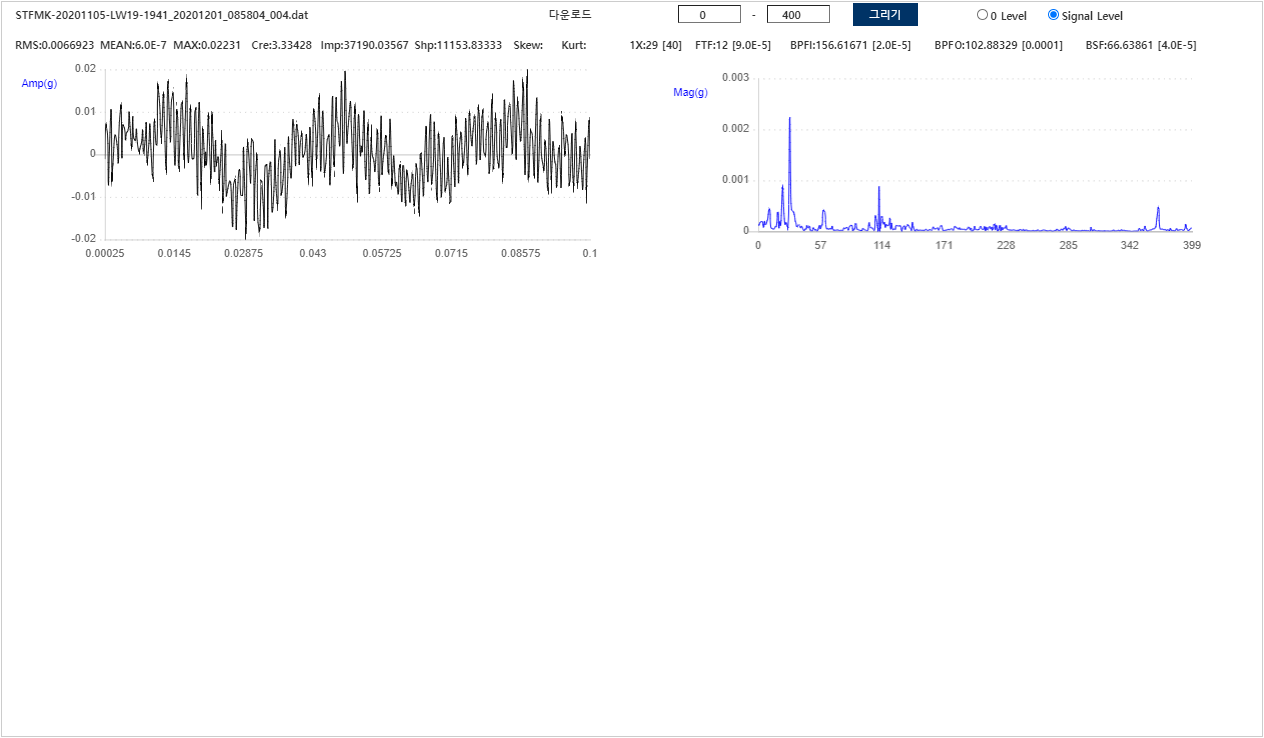 STFMK-20201105-LW19-1941_20201201_085804_004.dat 다운로드 0 - 400 그리기 0 Level Signal Level
RMS:0.0066923 MEAN:6.0E-7 MAX:0.02231 Cre:3.33428 Imp:37190.03567 Shp:11153.83333 Skew: Kurt: 1X:29 [40] FTF:12 [9.0E-5] BPFI:156.61671 [2.0E-5] BPFO:102.88329 [0.0001] BSF:66.63861 [4.0E-5]
Amp(g)
0.02
0.01
0
-0.01
-0.02
0.00025 0.0145 0.02875 0.043 0.05725 0.0715 0.08575 0.1
Mag(g)
0.003
0.002
0.001
0
0 57 114 171 228 285 342 399